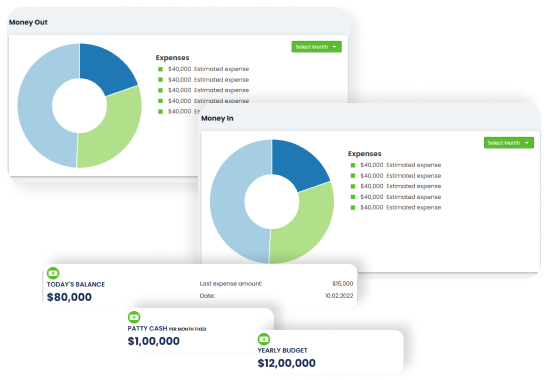 Money Out
Select Month
Expenses
$40,000 Estimated expense
$40,000 Estimated expense
$40,000 Estimated expense
$40,000 Estimated expense
$40,000
Money In
Select Month
Expenses
$40,000 Estimated expense
$40,000 Estimated expense
$40,000 Estimated expense
$40,000 Estimated expense
$40,000 Estimated expense
TODAY'S BALANCE
$80,000
Last expense amount: $15,000
Date: 10.02.2022
PATTY CASH PER MONTH FIXED
$1,00,000
YEARLY BUDGET
$12,00,000